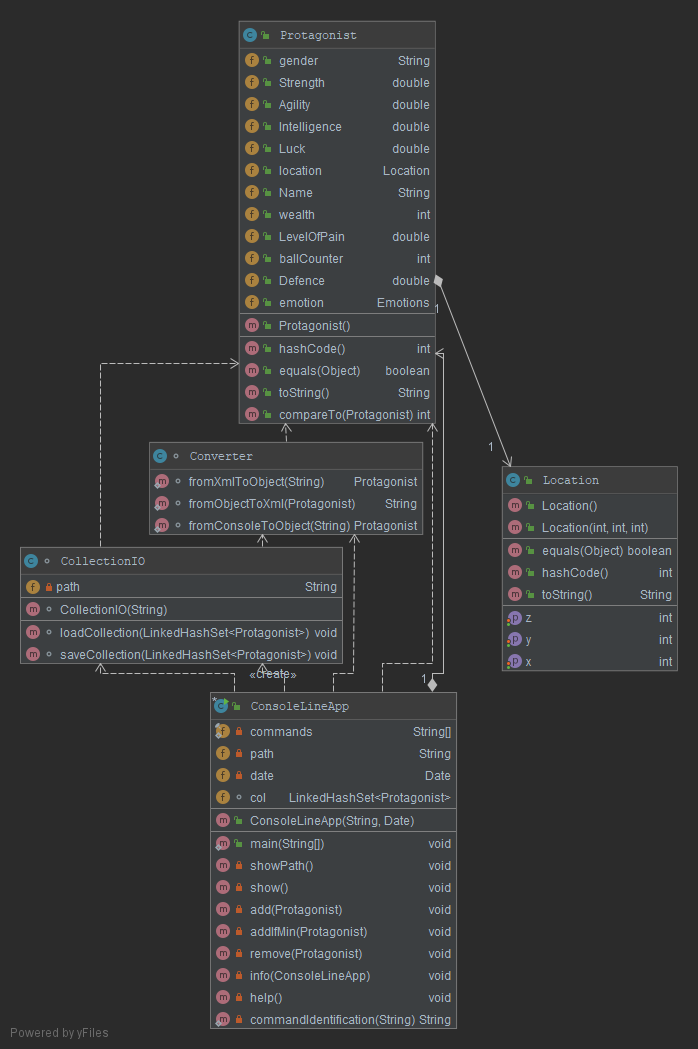 Protagonist
gender String
Strength double
Agility double
Intelligence double
Luck double
location Location
Name String
wealth int
LevelOfPain double
ballCounter int
Defence double
emotion Emotions
1
Protagonist()
hashCode() int
equals(Object) boolean
toString() String
compareTo(Protagonist) int
1
Converter
fromXmlToObject(String) Protagonist
fromObjectToXml(Protagonist) String
fromConsoleToObject(String) Protagonist
Location
Location()
Location(int, int, int)
equals(Object) boolean
hashCode() int
toString() String
z int
y int
x int
CollectionIO
path String
CollectionIO(String)
loadCollection(LinkedHashSet<Protagonist>) void
saveCollection(LinkedHashSet<Protagonist>) void
«create»
1
ConsoleLineApp
commands String[]
path String
date Date
col LinkedHashSet<Protagonist>
ConsoleLineApp(String, Date)
main(String[]) void
showPath() void
show() void
add(Protagonist) void
addIfMin(Protagonist) void
remove(Protagonist) void
info(ConsoleLineApp) void
help() void
commandIdentification(String) String
Powered by yFiles